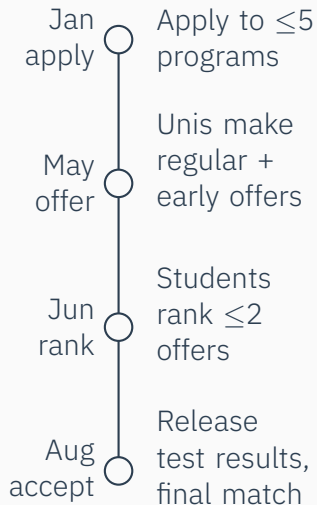 Jan
apply
Apply to ≤5
programs
May
offer
Unis make
regular +
early offers
Jun
rank
Students
rank ≤2
offers
Aug
accept
Release
test results,
final match